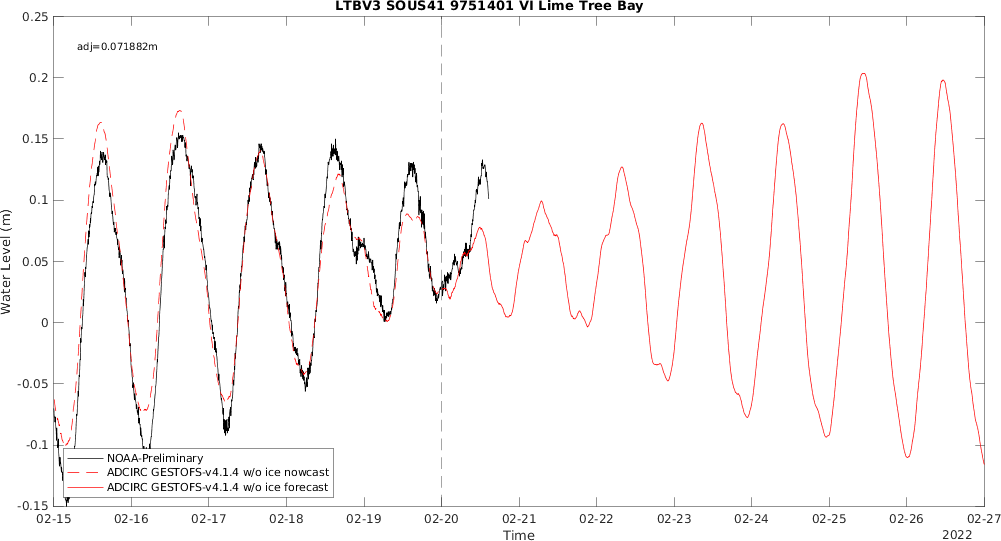 LTBV3 SOUS41 9751401 VI Lime Tree Bay
adj=0.071882m
0.25
0.2
0.15
0.1
0.05
0
-0.05
-0.1
-0.15
Water Level (m)
NOAA-Preliminary
ADCIRC GESTOFS-v4.1.4 w/o ice nowcast
ADCIRC GESTOFS-v4.1.4 w/o ice forecast
02-15 02-16 02-17 02-18 02-19 02-20 02-21 02-22 02-23 02-24 02-25 02-26 02-27
Time
2022